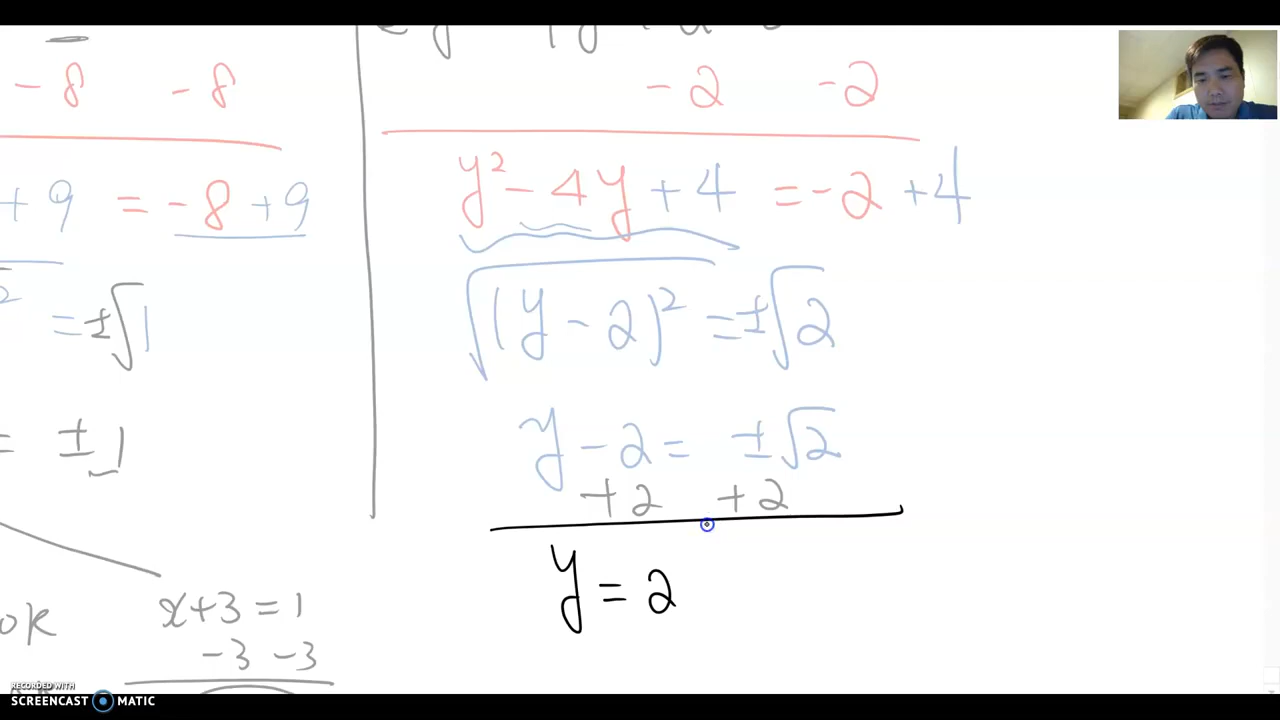 -8 -8
+ 9 = -8 +9
2 = ±√1
= ±1
ok
x+3 = 1
-3 -3
-2 -2
y² - 4y + 4 = -2 + 4
√(y - 2)² = ±√2
y - 2 = ±√2
+2 +2
y = 2
RECORDED WITH
SCREENCAST MATIC